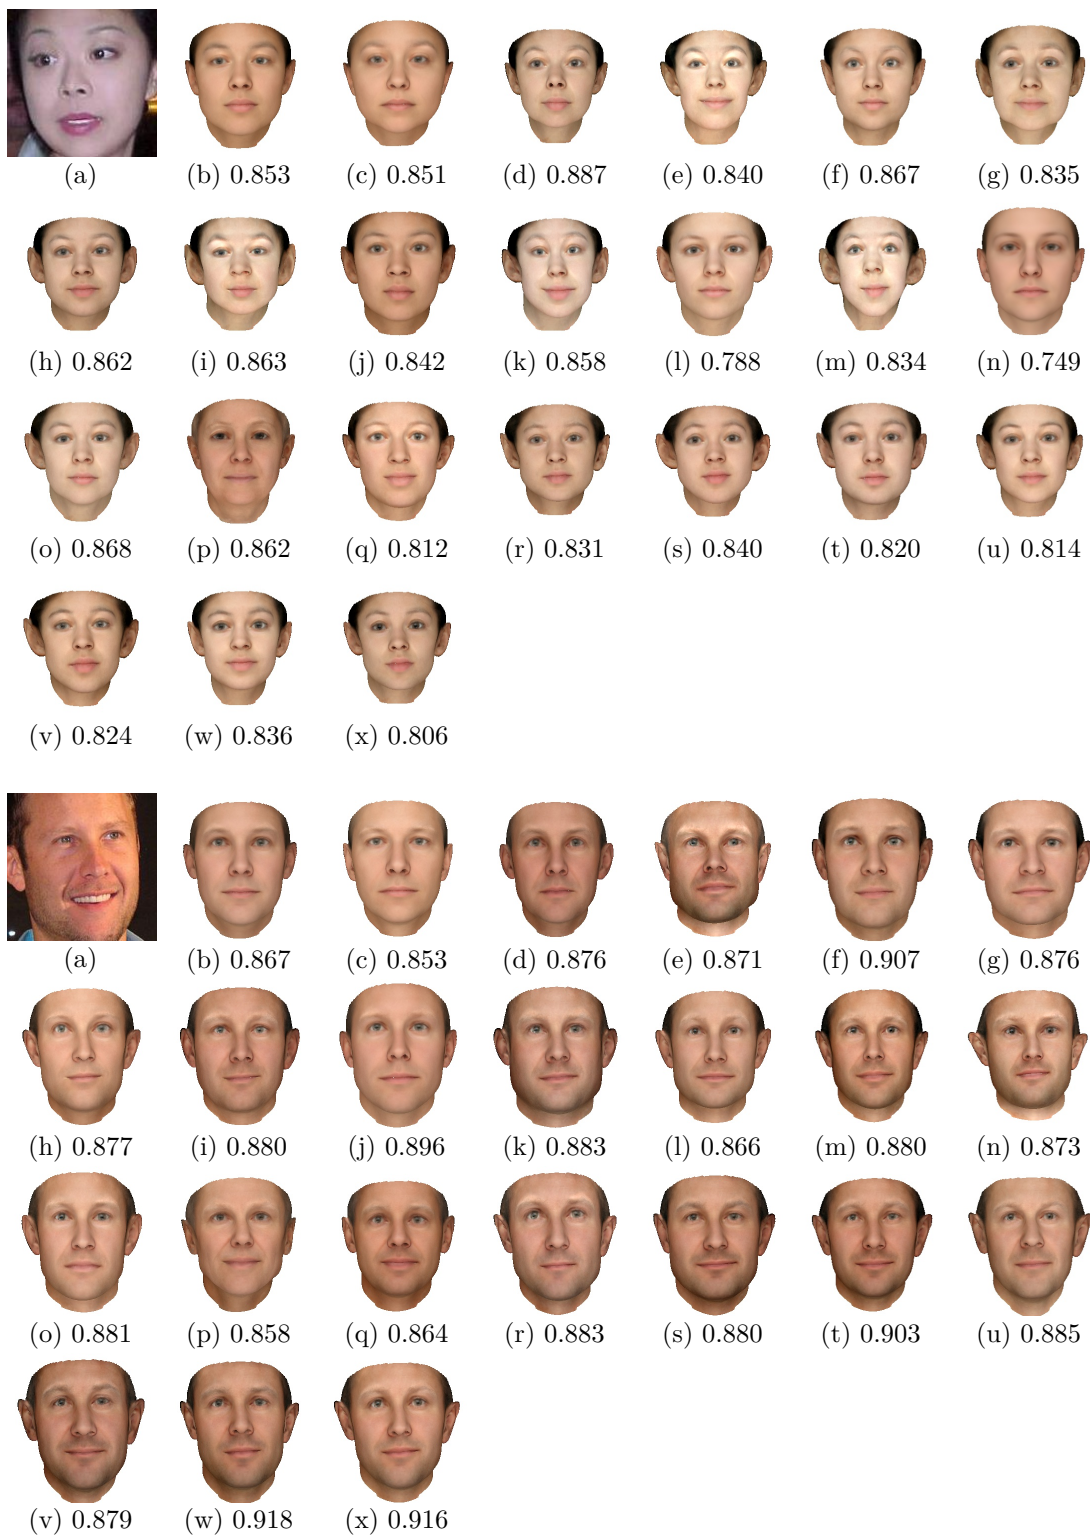 (a) (b) 0.853 (c) 0.851 (d) 0.887 (e) 0.840 (f) 0.867 (g) 0.835
(h) 0.862 (i) 0.863 (j) 0.842 (k) 0.858 (l) 0.788 (m) 0.834 (n) 0.749
(o) 0.868 (p) 0.862 (q) 0.812 (r) 0.831 (s) 0.840 (t) 0.820 (u) 0.814
(v) 0.824 (w) 0.836 (x) 0.806
(a) (b) 0.867 (c) 0.853 (d) 0.876 (e) 0.871 (f) 0.907 (g) 0.876
(h) 0.877 (i) 0.880 (j) 0.896 (k) 0.883 (l) 0.866 (m) 0.880 (n) 0.873
(o) 0.881 (p) 0.858 (q) 0.864 (r) 0.883 (s) 0.880 (t) 0.903 (u) 0.885
(v) 0.879 (w) 0.918 (x) 0.916